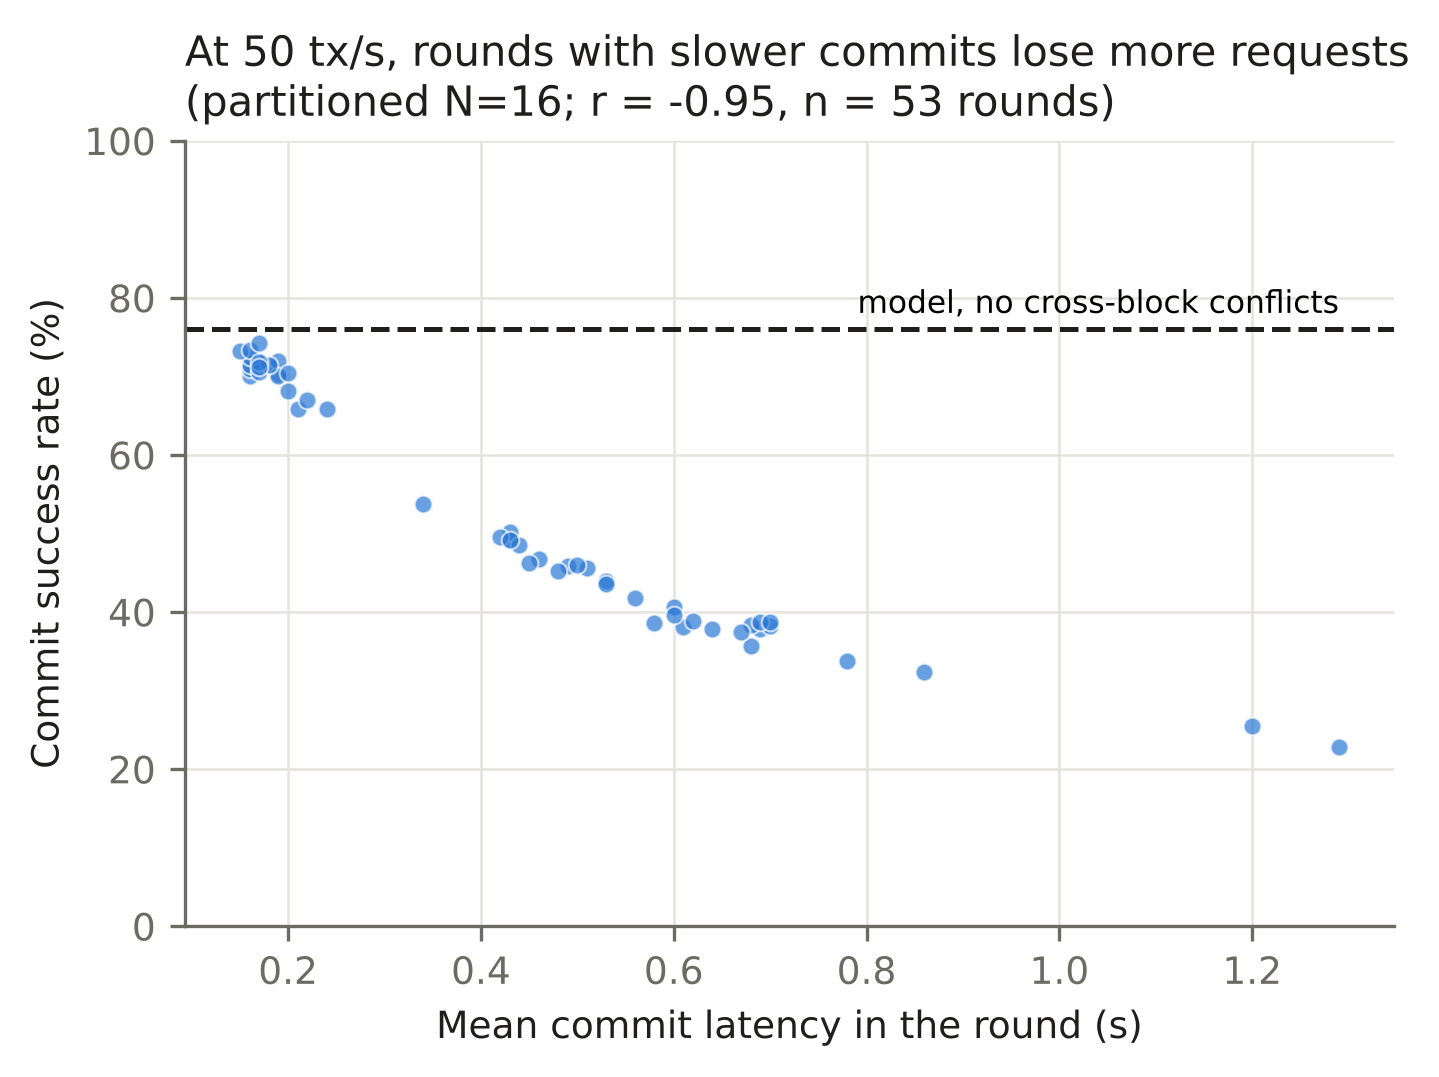 At 50 tx/s, rounds with slower commits lose more requests
(partitioned N=16; r = -0.95, n = 53 rounds)
100
80
60
40
20
0
model, no cross-block conflicts
Commit success rate (%)
0.2 0.4 0.6 0.8 1.0 1.2
Mean commit latency in the round (s)